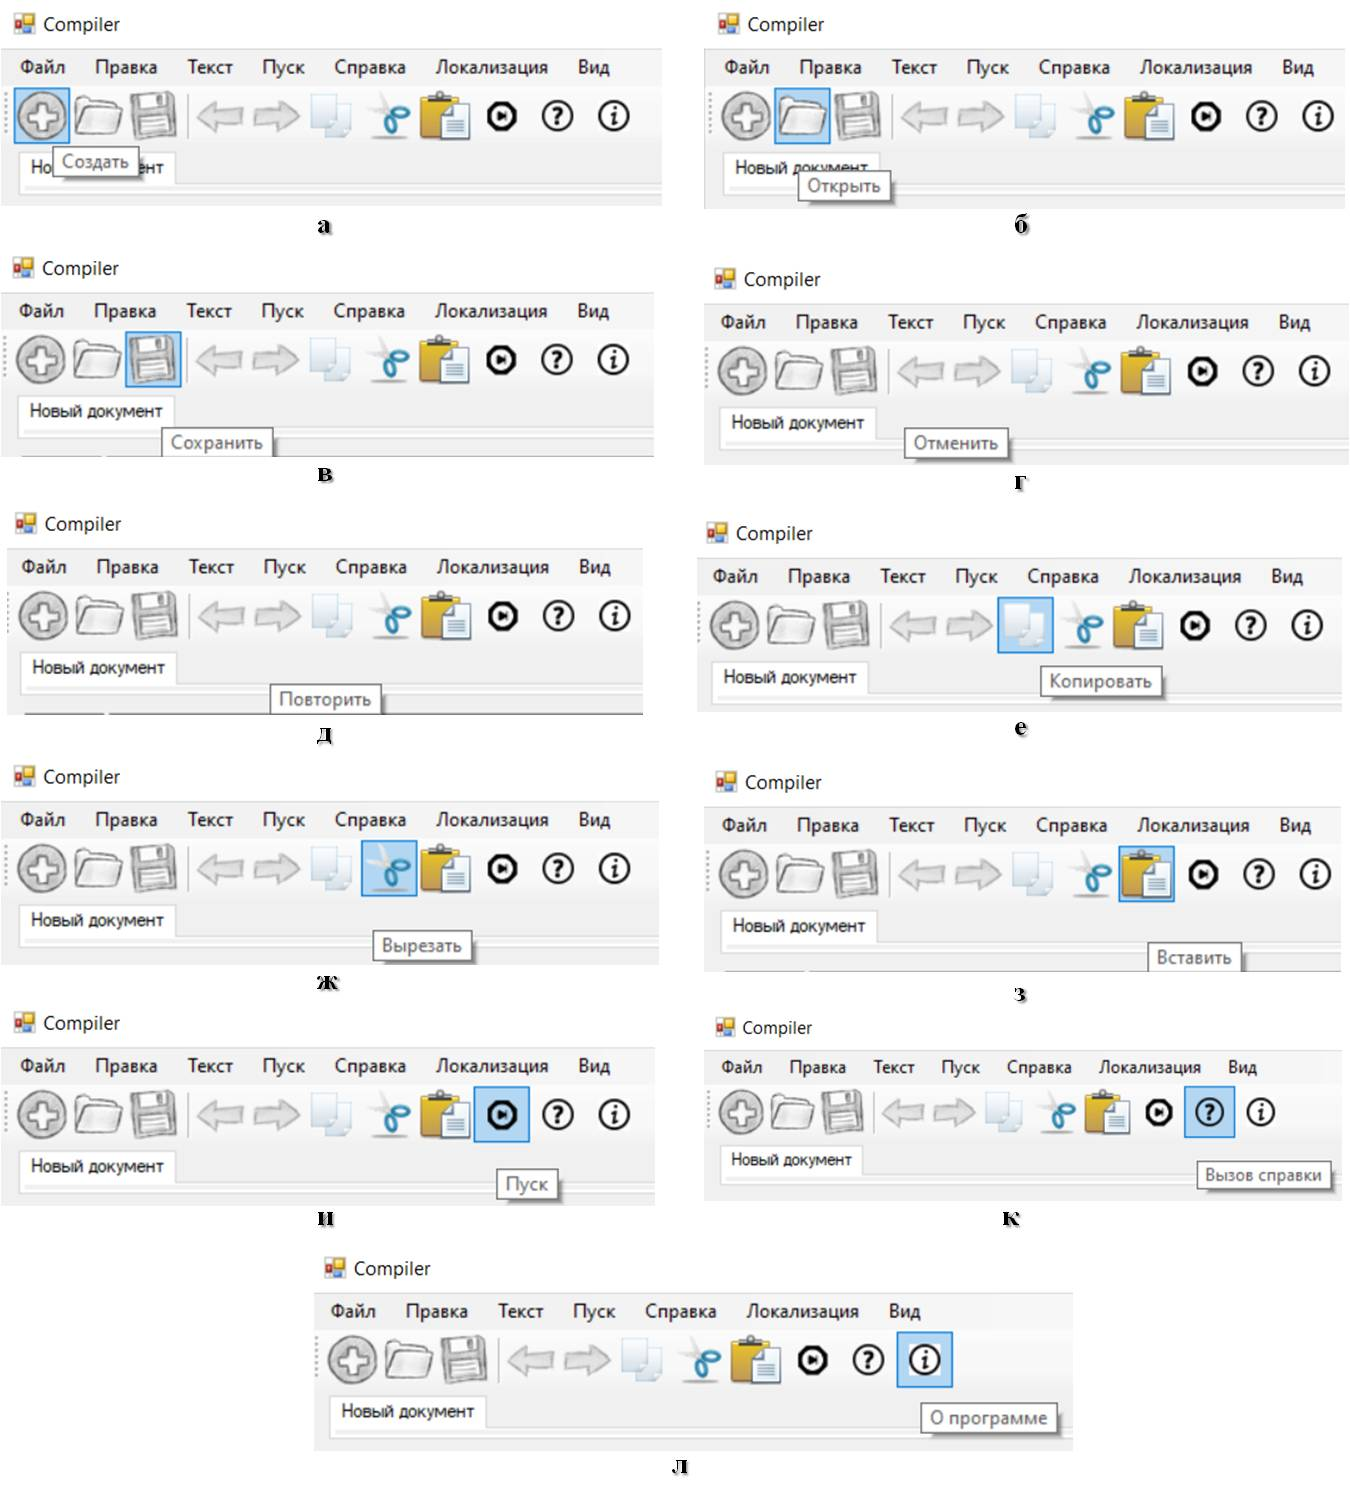 Compiler
Файл Правка Текст Пуск Справка Локализация Вид
Но ент
Создать
а
Compiler
Файл Правка Текст Пуск Справка Локализация Вид
Новый документ
Открыть
б
Compiler
Файл Правка Текст Пуск Справка Локализация Вид
Новый документ
Сохранить
в
Compiler
Файл Правка Текст Пуск Справка Локализация Вид
Новый документ
Отменить
г
Compiler
Файл Правка Текст Пуск Справка Локализация Вид
Новый документ
Повторить
д
Compiler
Файл Правка Текст Пуск Справка Локализация Вид
Новый документ
Копировать
е
Compiler
Файл Правка Текст Пуск Справка Локализация Вид
Новый документ
Вырезать
ж
Compiler
Файл Правка Текст Пуск Справка Локализация Вид
Новый документ
Вставить
з
Compiler
Файл Правка Текст Пуск Справка Локализация Вид
Новый документ
Пуск
и
Compiler
Файл Правка Текст Пуск Справка Локализация Вид
Новый документ
Вызов справки
к
Compiler
Файл Правка Текст Пуск Справка Локализация Вид
Новый документ
О программе
л